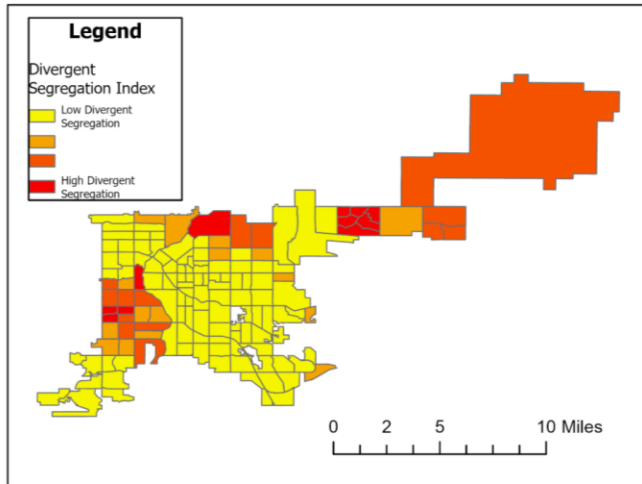 Legend
Divergent
Segregation Index
Low Divergent
Segregation
High Divergent
Segregation
0 2 5 10 Miles